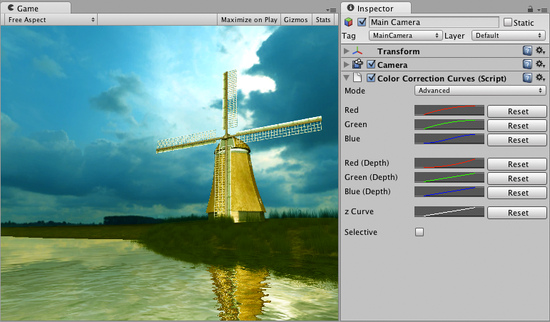 Game
Free Aspect
Maximize on Play
Gizmos
Stats
Inspector
Main Camera
Static
Tag
MainCamera
Layer
Default
Transform
Camera
Color Correction Curves (Script)
Mode
Advanced
Red
Reset
Green
Reset
Blue
Reset
Red (Depth)
Reset
Green (Depth)
Reset
Blue (Depth)
Reset
z Curve
Reset
Selective